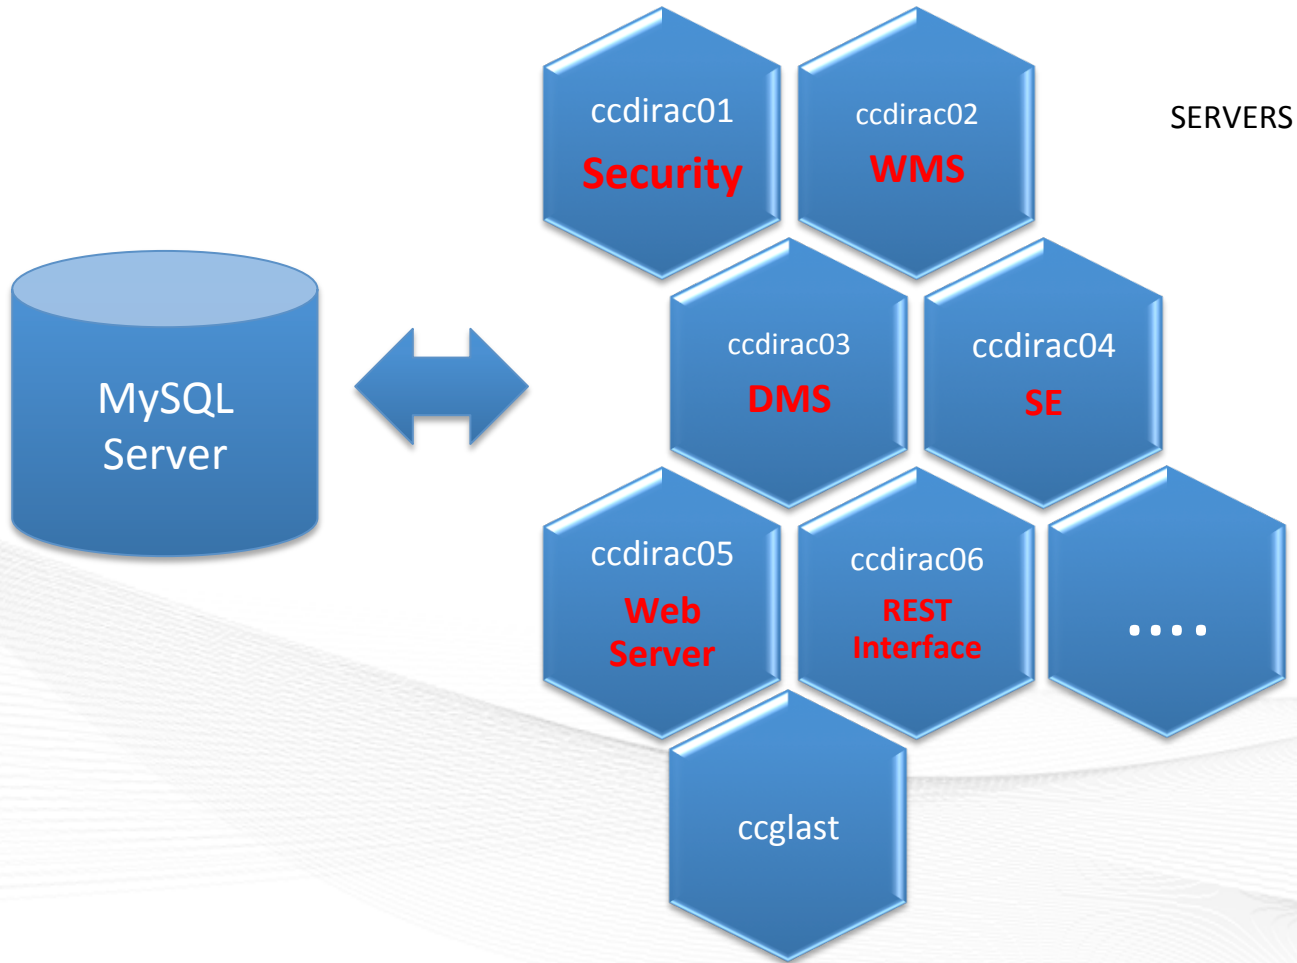 ccdirac01
Security
ccdirac02
WMS
SERVERS
MySQL
Server
ccdirac03
DMS
ccdirac04
SE
ccdirac05
Web
Server
ccdirac06
REST
Interface
....
ccglast